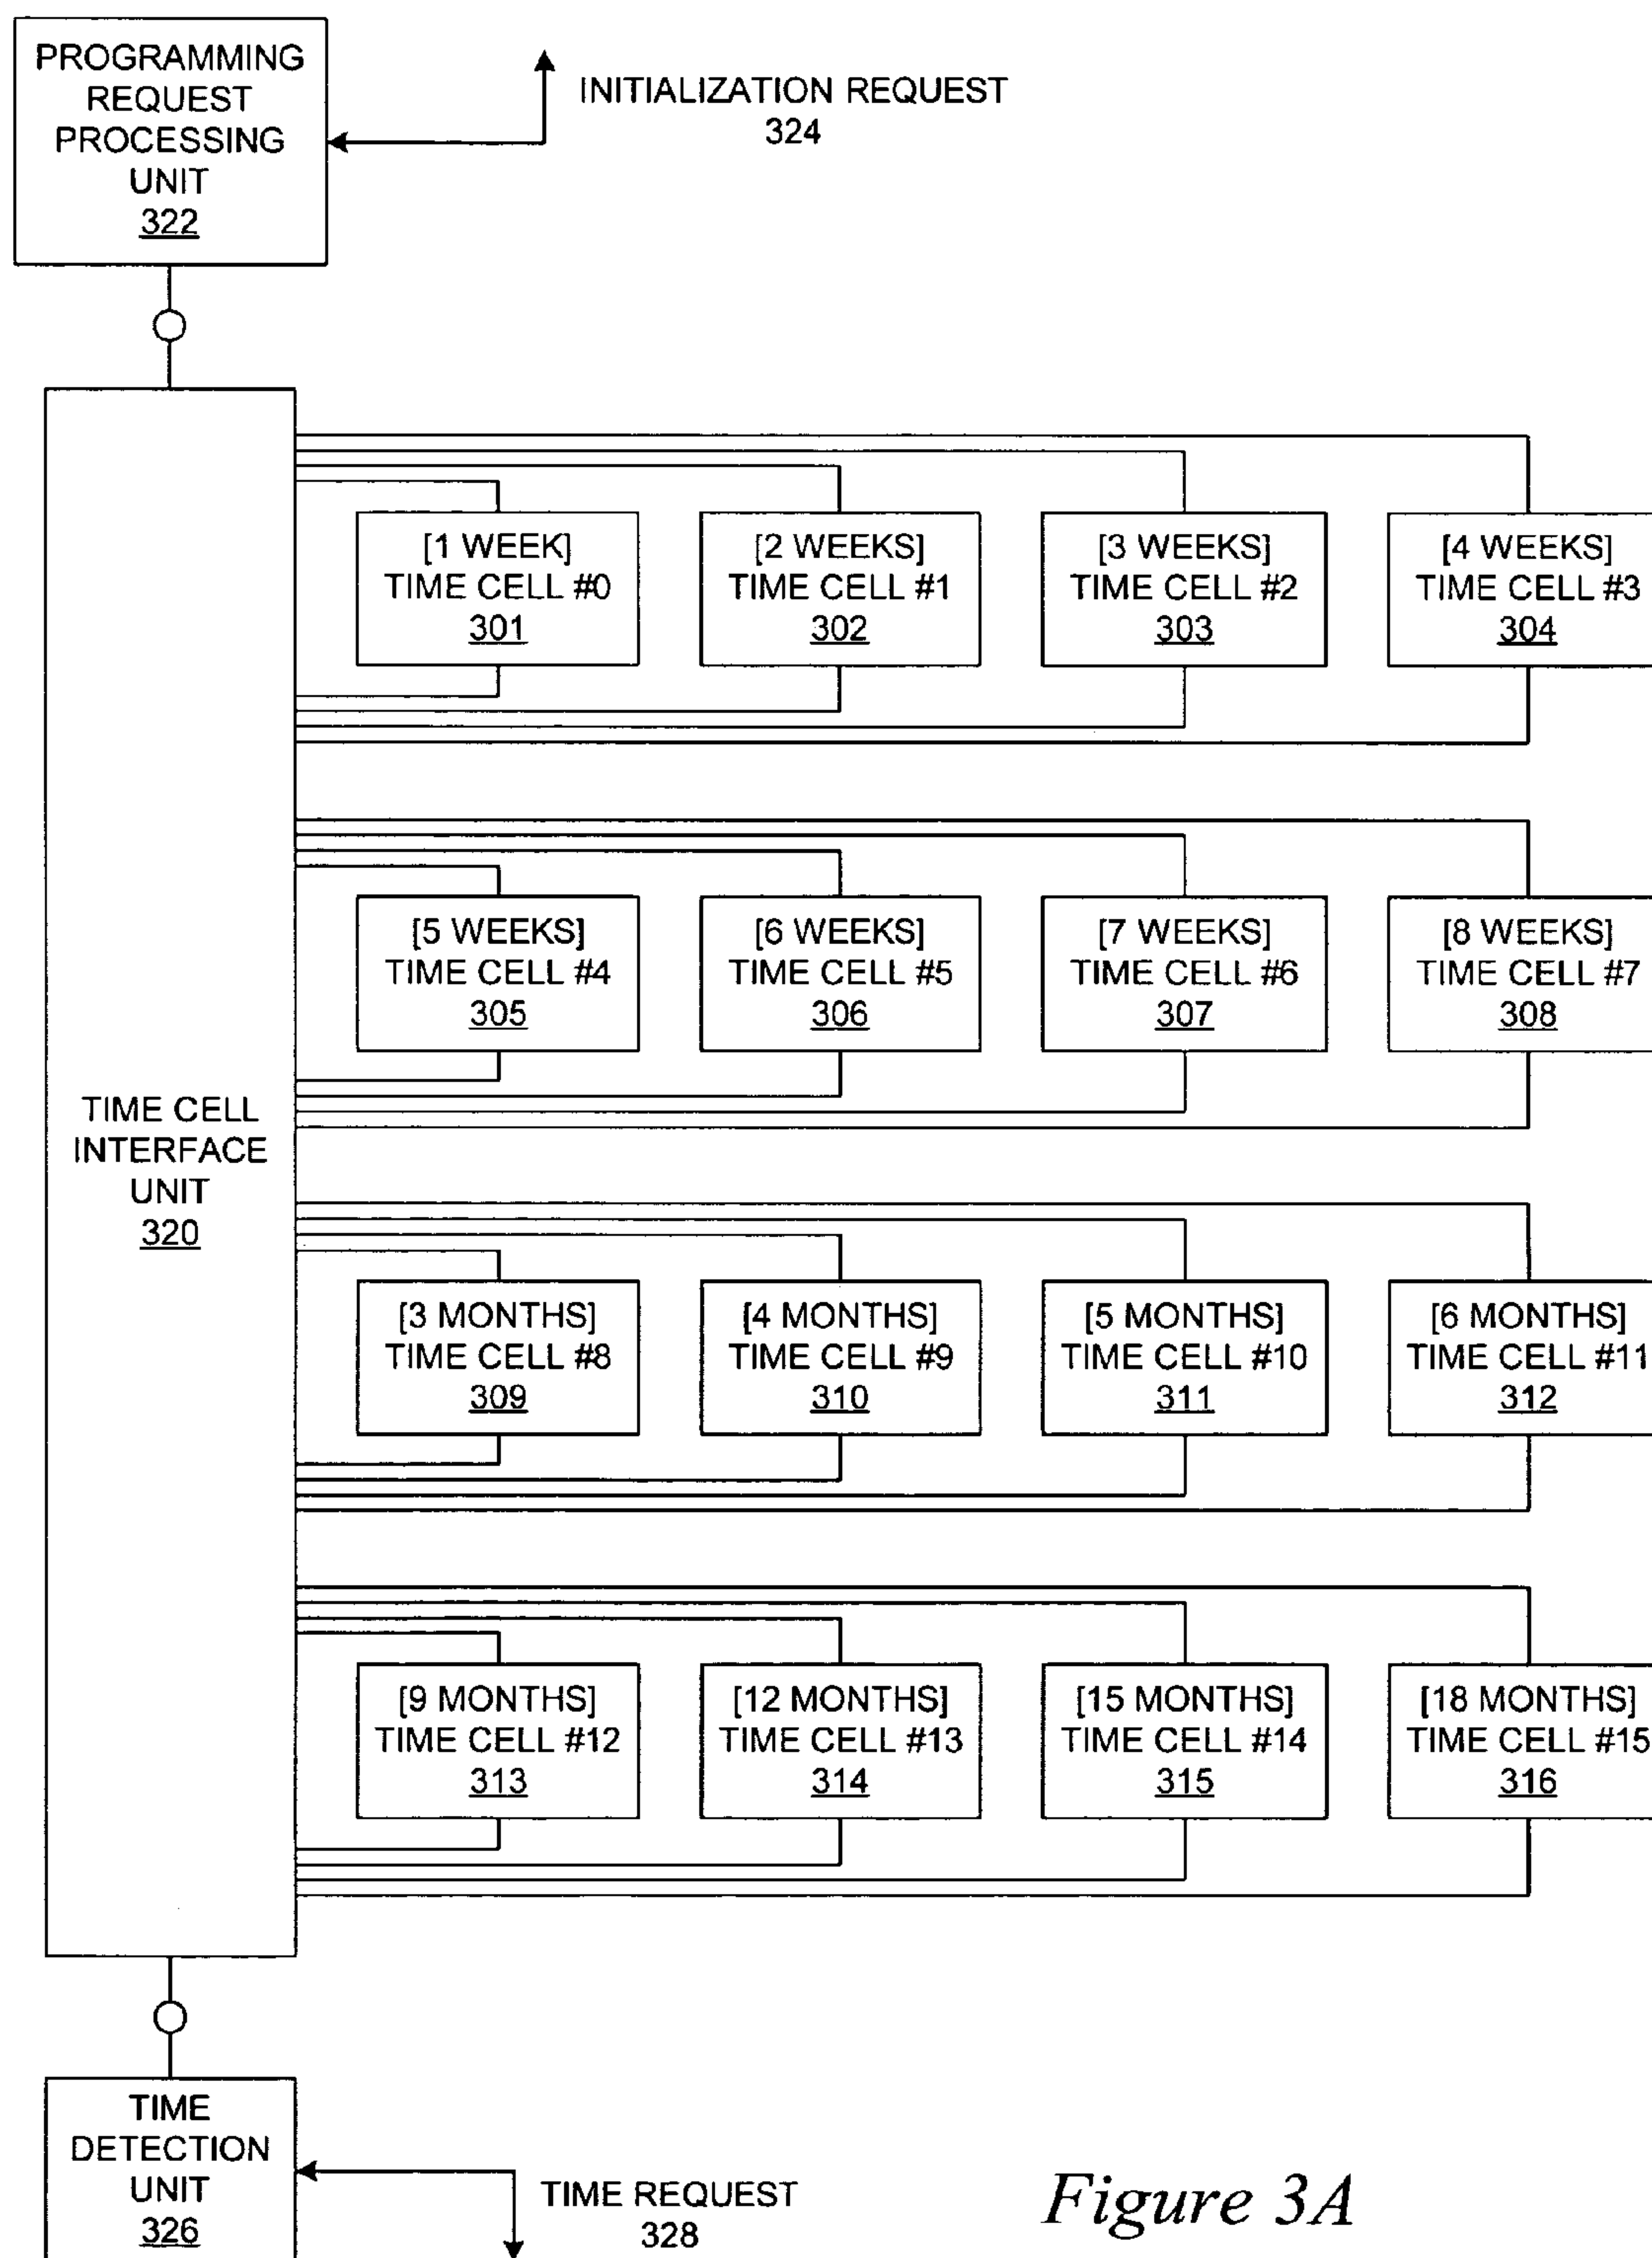 PROGRAMMING
REQUEST
PROCESSING
UNIT
322
INITIALIZATION REQUEST
324
[1 WEEK]
TIME CELL #0
301
[2 WEEKS]
TIME CELL #1
302
[3 WEEKS]
TIME CELL #2
303
[4 WEEKS]
TIME CELL #3
304
[5 WEEKS]
TIME CELL #4
305
[6 WEEKS]
TIME CELL #5
306
[7 WEEKS]
TIME CELL #6
307
[8 WEEKS]
TIME CELL #7
308
TIME CELL
INTERFACE
UNIT
320
[3 MONTHS]
TIME CELL #8
309
[4 MONTHS]
TIME CELL #9
310
[5 MONTHS]
TIME CELL #10
311
[6 MONTHS]
TIME CELL #11
312
[9 MONTHS]
TIME CELL #12
313
[12 MONTHS]
TIME CELL #13
314
[15 MONTHS]
TIME CELL #14
315
[18 MONTHS]
TIME CELL #15
316
TIME
DETECTION
UNIT
326
TIME REQUEST
328
Figure 3A